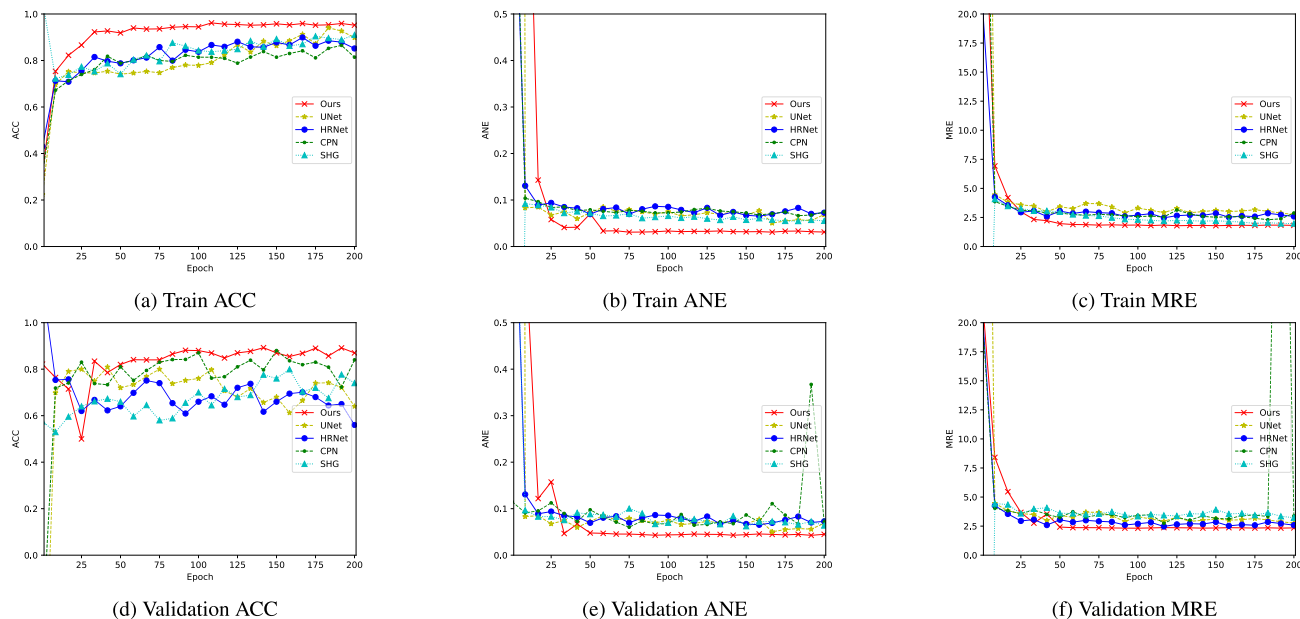 1.0
0.8
0.6
0.4
0.2
0.0
ACC
25 50 75 100 125 150 175 200
Epoch
Ours
UNet
HRNet
CPN
SHG
(a) Train ACC
0.5
0.4
0.3
0.2
0.1
0.0
ANE
25 50 75 100 125 150 175 200
Epoch
Ours
UNet
HRNet
CPN
SHG
(b) Train ANE
20.0
17.5
15.0
12.5
10.0
7.5
5.0
2.5
0.0
MRE
25 50 75 100 125 150 175 200
Epoch
Ours
UNet
HRNet
CPN
SHG
(c) Train MRE
1.0
0.8
0.6
0.4
0.2
0.0
ACC
25 50 75 100 125 150 175 200
Epoch
Ours
UNet
HRNet
CPN
SHG
(d) Validation ACC
0.5
0.4
0.3
0.2
0.1
0.0
ANE
25 50 75 100 125 150 175 200
Epoch
Ours
UNet
HRNet
CPN
SHG
(e) Validation ANE
20.0
17.5
15.0
12.5
10.0
7.5
5.0
2.5
0.0
MRE
25 50 75 100 125 150 175 200
Epoch
Ours
UNet
HRNet
CPN
SHG
(f) Validation MRE